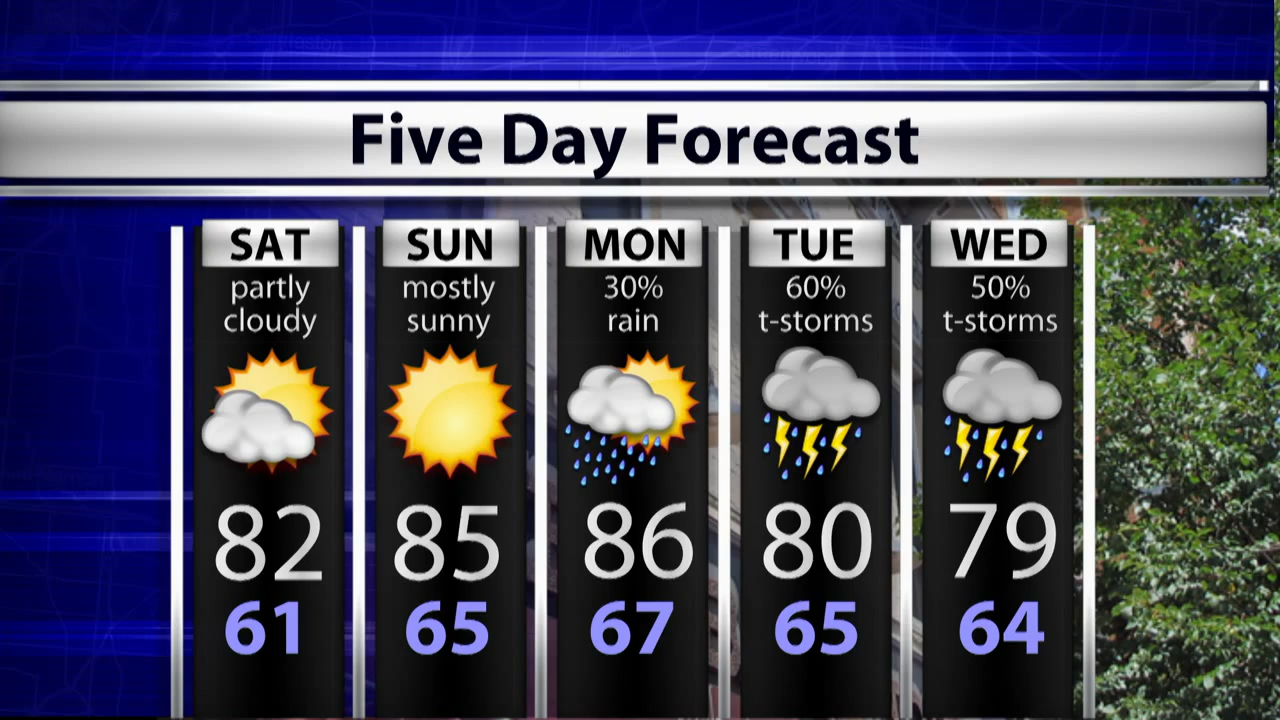 Five Day Forecast
SAT
partly
cloudy
82
61
SUN
mostly
sunny
85
65
MON
30%
rain
86
67
TUE
60%
t-storms
80
65
WED
50%
t-storms
79
64